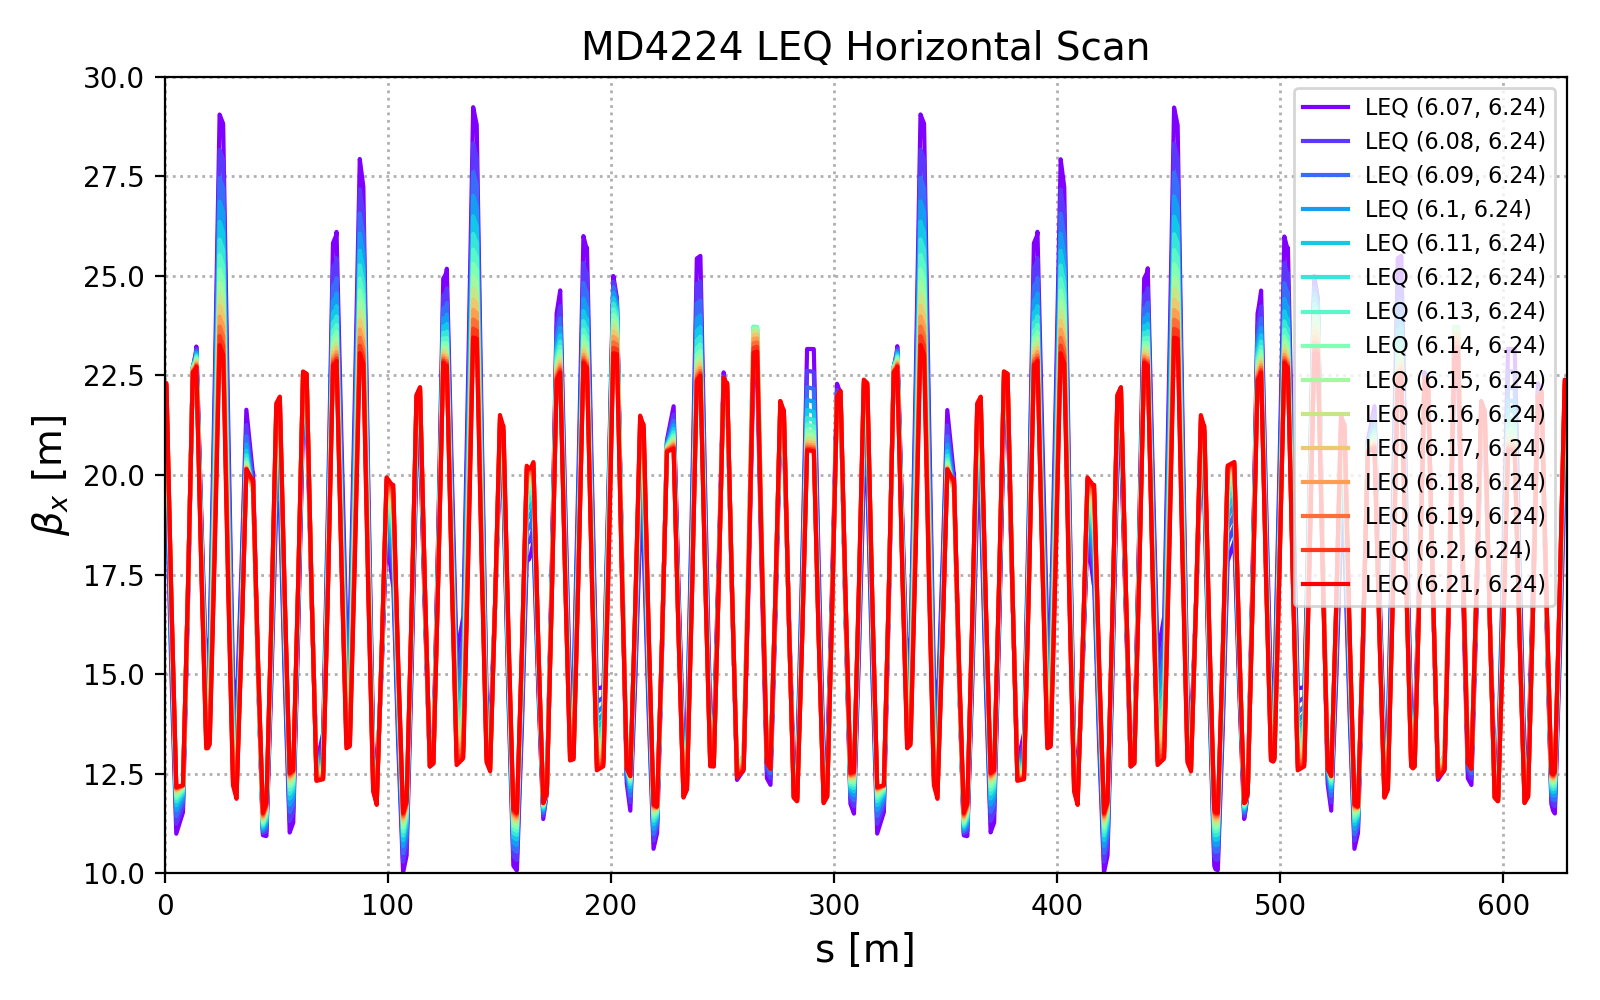 MD4224 LEQ Horizontal Scan
30.0
27.5
25.0
22.5
20.0
17.5
15.0
12.5
10.0
βx [m]
LEQ (6.07, 6.24)
LEQ (6.08, 6.24)
LEQ (6.09, 6.24)
LEQ (6.1, 6.24)
LEQ (6.11, 6.24)
LEQ (6.12, 6.24)
LEQ (6.13, 6.24)
LEQ (6.14, 6.24)
LEQ (6.15, 6.24)
LEQ (6.16, 6.24)
LEQ (6.17, 6.24)
LEQ (6.18, 6.24)
LEQ (6.19, 6.24)
LEQ (6.2, 6.24)
LEQ (6.21, 6.24)
0 100 200 300 400 500 600
s [m]